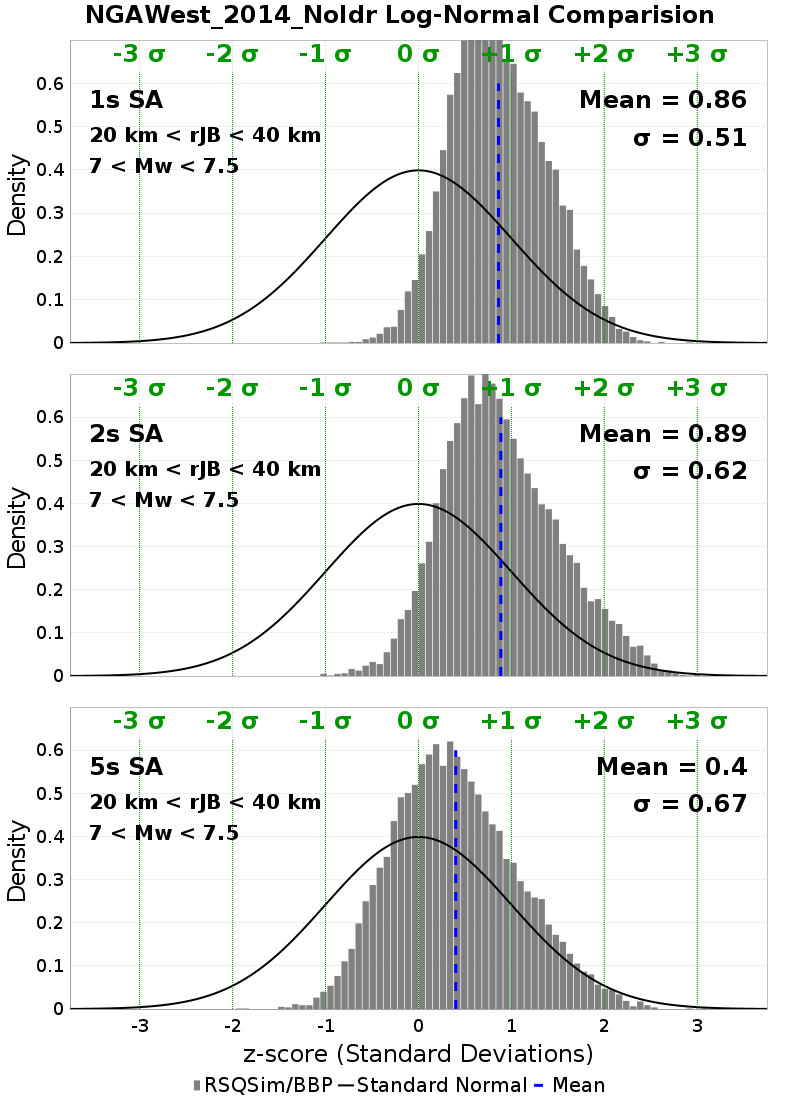 NGAWest_2014_NoIdr Log-Normal Comparision
-3 σ -2 σ -1 σ 0 σ +1 σ +2 σ +3 σ
1s SA
Mean = 0.86
20 km < rJB < 40 km
σ = 0.51
7 < Mw < 7.5
0.6
0.5
0.4
0.3
0.2
0.1
0
Density
-3 σ -2 σ -1 σ 0 σ +1 σ +2 σ +3 σ
2s SA
Mean = 0.89
20 km < rJB < 40 km
σ = 0.62
7 < Mw < 7.5
0.6
0.5
0.4
0.3
0.2
0.1
0
Density
-3 σ -2 σ -1 σ 0 σ +1 σ +2 σ +3 σ
5s SA
Mean = 0.4
20 km < rJB < 40 km
σ = 0.67
7 < Mw < 7.5
0.6
0.5
0.4
0.3
0.2
0.1
0
Density
-3 -2 -1 0 1 2 3
z-score (Standard Deviations)
RSQSim/BBP Standard Normal Mean